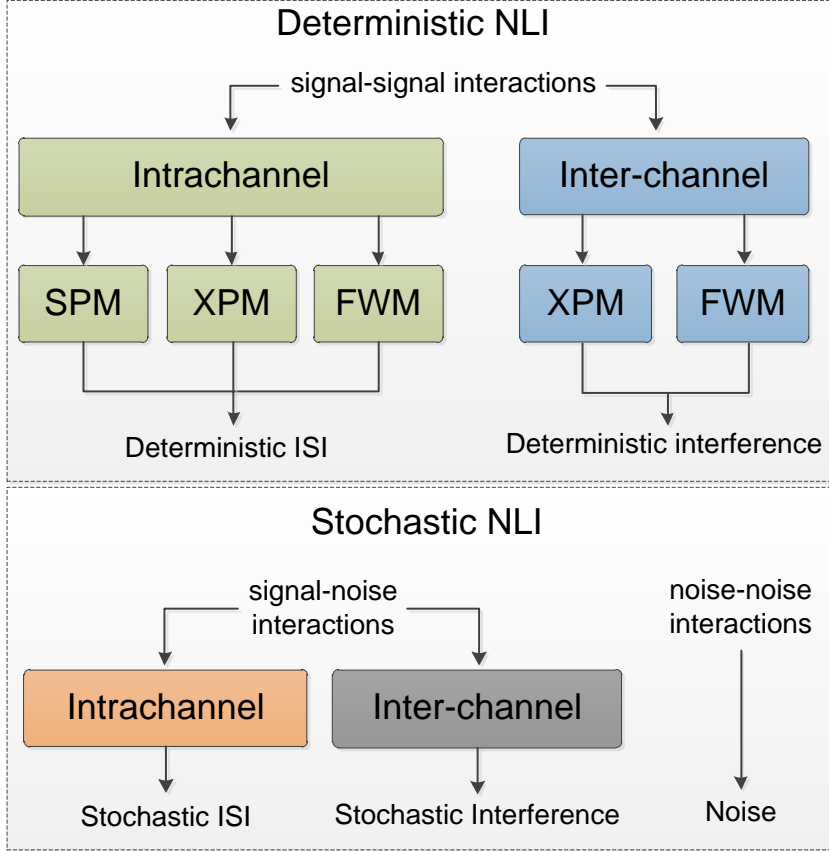 Deterministic NLI
signal-signal interactions
Intrachannel
Inter-channel
SPM
XPM
FWM
XPM
FWM
Deterministic ISI
Deterministic interference
Stochastic NLI
signal-noise
interactions
noise-noise
interactions
Intrachannel
Inter-channel
Stochastic ISI
Stochastic Interference
Noise